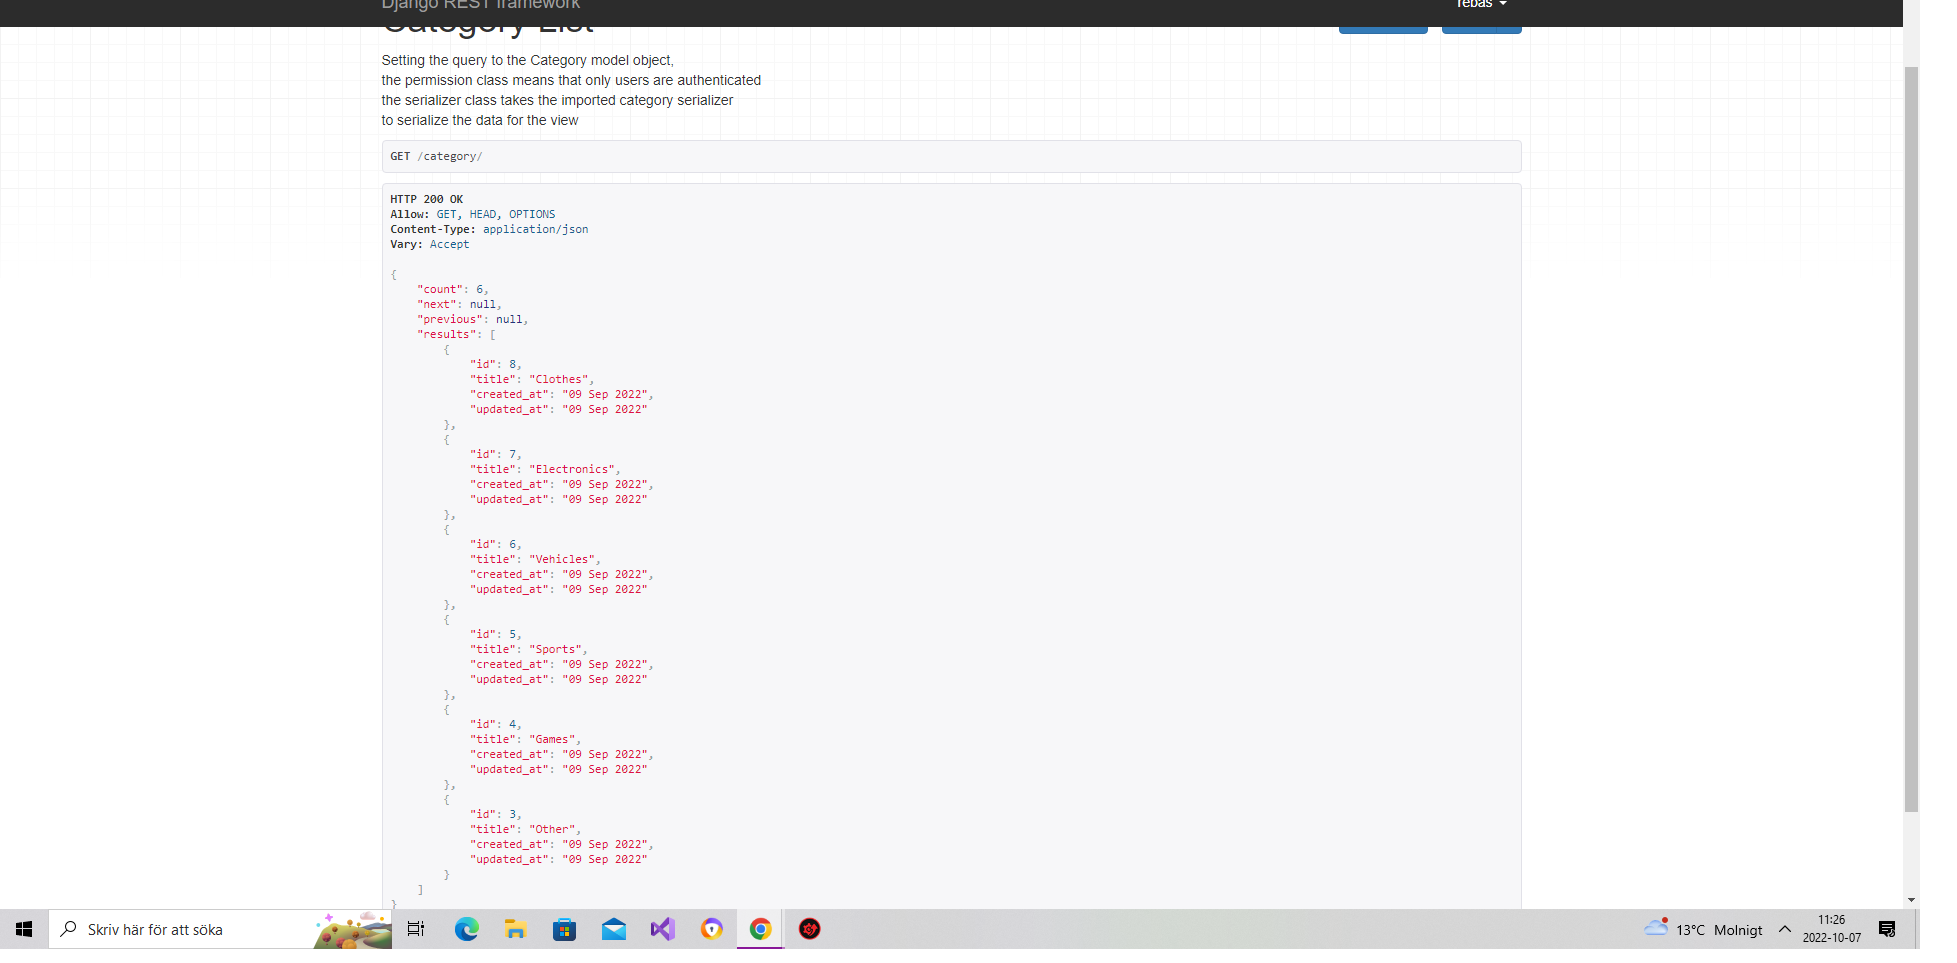 Django REST framework
rebas
Category List
Setting the query to the Category model object,
the permission class means that only users are authenticated
the serializer class takes the imported category serializer
to serialize the data for the view
GET /category/
HTTP 200 OK
Allow: GET, HEAD, OPTIONS
Content-Type: application/json
Vary: Accept
{
"count": 6,
"next": null,
"previous": null,
"results": [
{
"id": 8,
"title": "Clothes",
"created_at": "09 Sep 2022",
"updated_at": "09 Sep 2022"
},
{
"id": 7,
"title": "Electronics",
"created_at": "09 Sep 2022",
"updated_at": "09 Sep 2022"
},
{
"id": 6,
"title": "Vehicles",
"created_at": "09 Sep 2022",
"updated_at": "09 Sep 2022"
},
{
"id": 5,
"title": "Sports",
"created_at": "09 Sep 2022",
"updated_at": "09 Sep 2022"
},
{
"id": 4,
"title": "Games",
"created_at": "09 Sep 2022",
"updated_at": "09 Sep 2022"
},
{
"id": 3,
"title": "Other",
"created_at": "09 Sep 2022",
"updated_at": "09 Sep 2022"
}
]
}
Skriv här för att söka
13°C Molnigt
11:26
2022-10-07